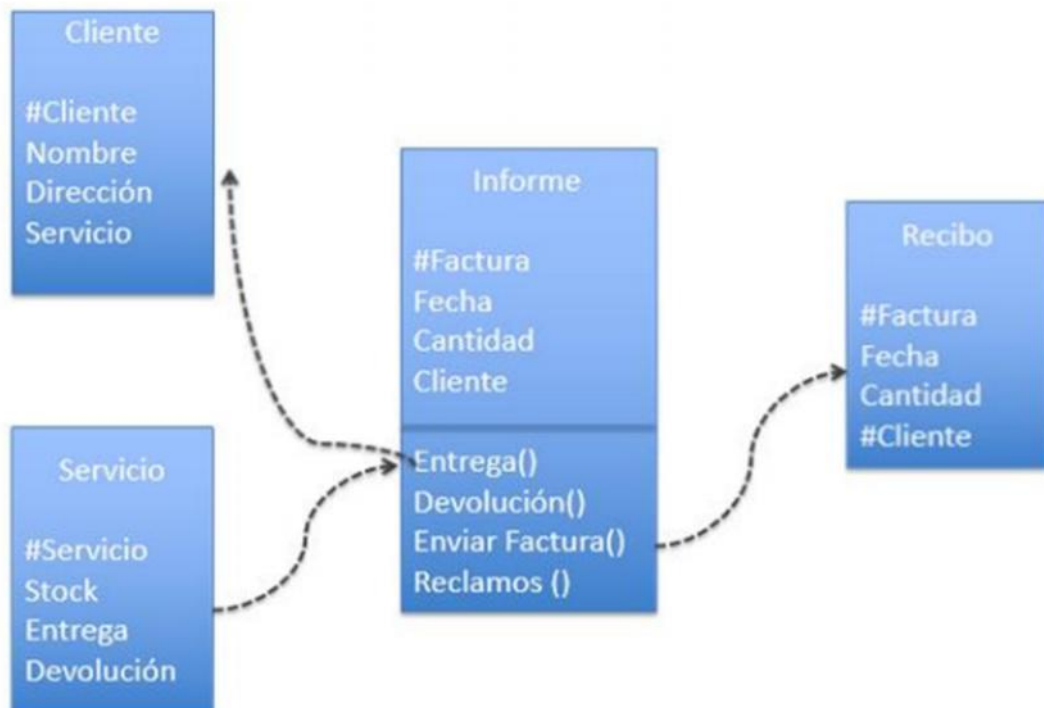 Cliente
#Cliente
Nombre
Dirección
Servicio
Servicio
#Servicio
Stock
Entrega
Devolución
Informe
#Factura
Fecha
Cantidad
Cliente
Entrega()
Devolución()
Enviar Factura()
Reclamos ()
Recibo
#Factura
Fecha
Cantidad
#Cliente